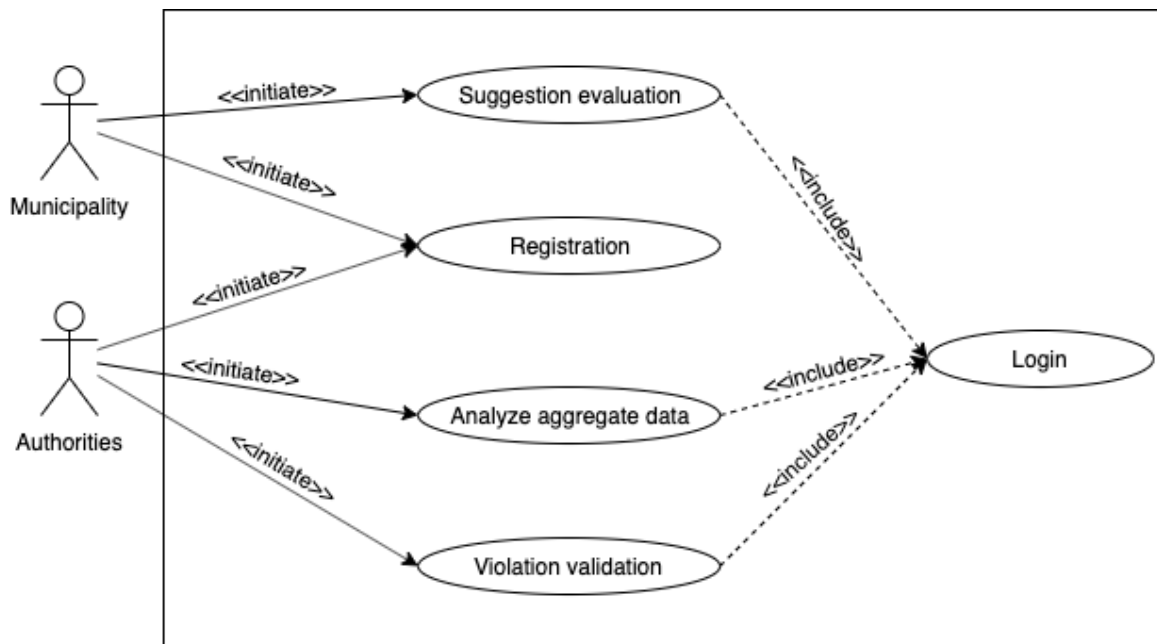 <<initiate>>
Suggestion evaluation
Municipality
<<initiate>>
<<include>>
Registration
<<initiate>>
Authorities
<<initiate>>
Analyze aggregate data
<<include>>
Login
<<initiate>>
<<include>>
Violation validation